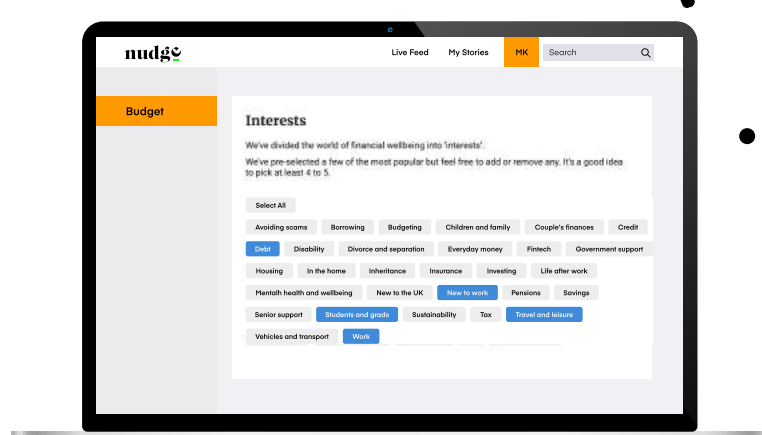 nudge
Live Feed My Stories MK Search
Budget
Interests
We've divided the world of financial wellbeing into 'interests'.
We've pre-selected a few of the most popular but feel free to add or remove any. It's a good idea
to pick at least 4 to 5.
Select All
Avoiding scams Borrowing Budgeting Children and family Couple's finances Credit
Debt Disability Divorce and separation Everyday money Fintech Government support
Housing In the home Inheritance Insurance Investing Life after work
Mentalh health and wellbeing New to the UK New to work Pensions Savings
Senior support Students and grads Sustainability Tax Travel and leisure
Vehicles and transport Work